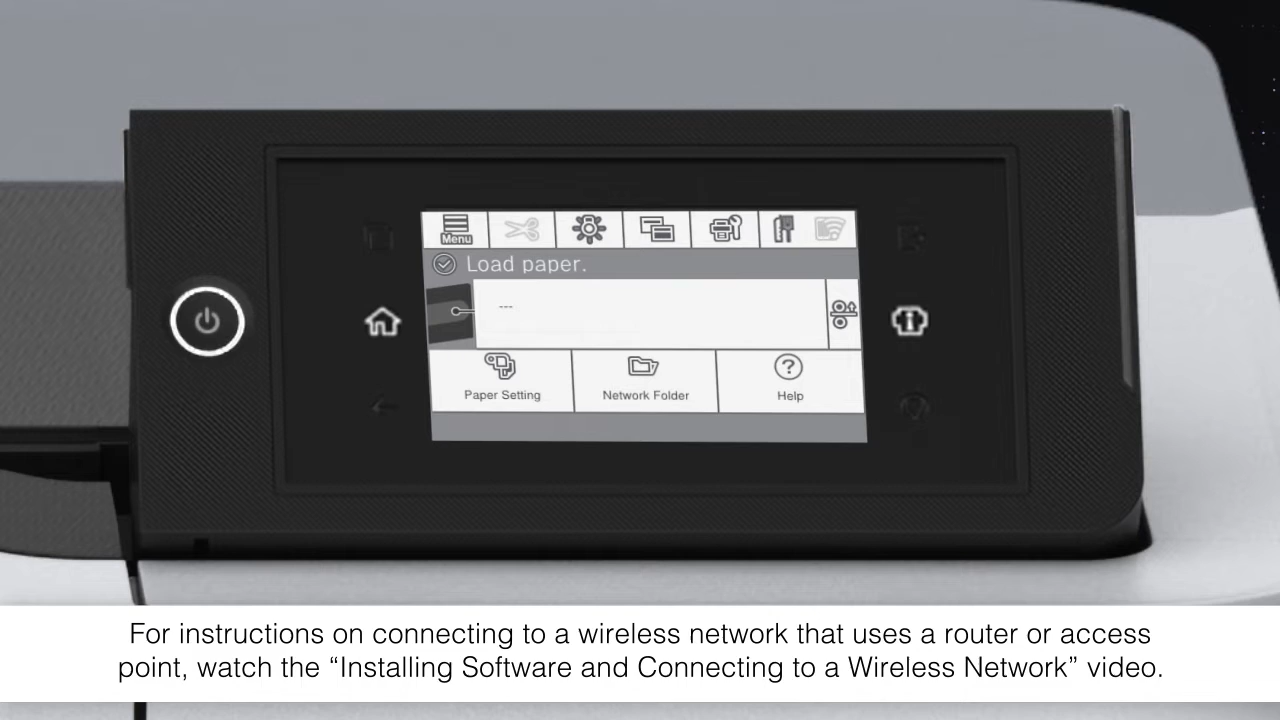 Menu
Load paper.
---
Paper Setting
Network Folder
Help
For instructions on connecting to a wireless network that uses a router or access
point, watch the “Installing Software and Connecting to a Wireless Network” video.